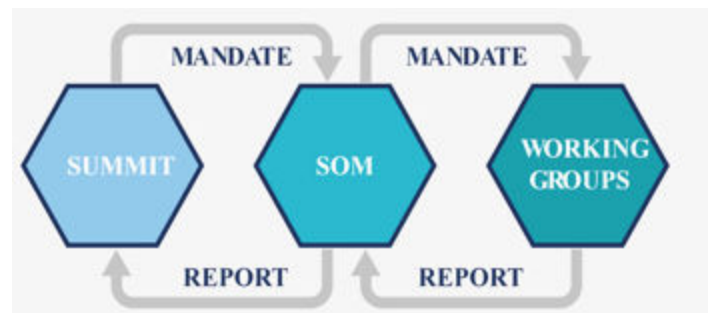 MANDATE
MANDATE
SUMMIT
SOM
WORKING
GROUPS
REPORT
REPORT